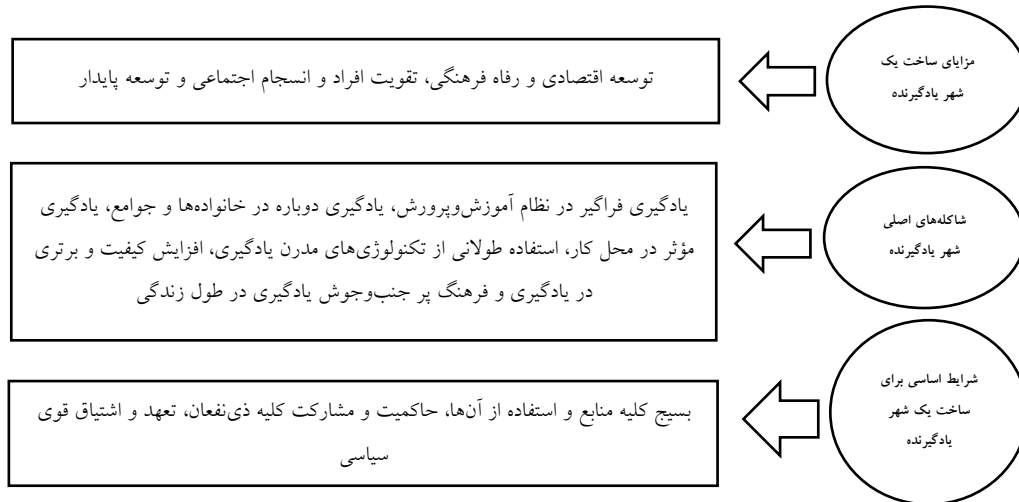 مزایای ساخت یک
شهر یادگیرنده
توسعه اقتصادی و رفاه فرهنگی، تقویت افراد و انسجام اجتماعی و توسعه پایدار
شاکله‌های اصلی
شهر یادگیرنده
یادگیری فراگیر در نظام آموزش‌وپرورش، یادگیری دوباره در خانواده‌ها و جوامع، یادگیری
مؤثر در محل کار، استفاده طولانی از تکنولوژی‌های مدرن یادگیری، افزایش کیفیت و برتری
در یادگیری و فرهنگ پر جنب‌وجوش یادگیری در طول زندگی
شرایط اساسی برای
ساخت یک شهر
یادگیرنده
بسیج کلیه منابع و استفاده از آن‌ها، حاکمیت و مشارکت کلیه ذی‌نفعان، تعهد و اشتیاق قوی
سیاسی